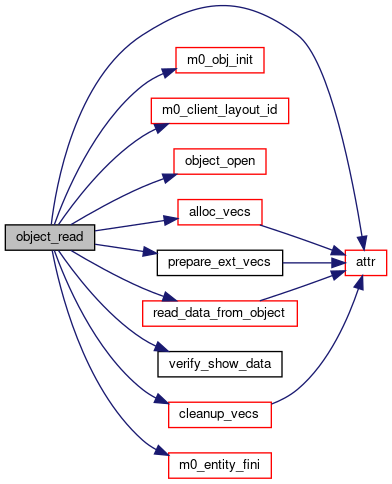 m0_obj_init
m0_client_layout_id
object_open
alloc_vecs
object_read
prepare_ext_vecs
attr
read_data_from_object
verify_show_data
cleanup_vecs
m0_entity_fini